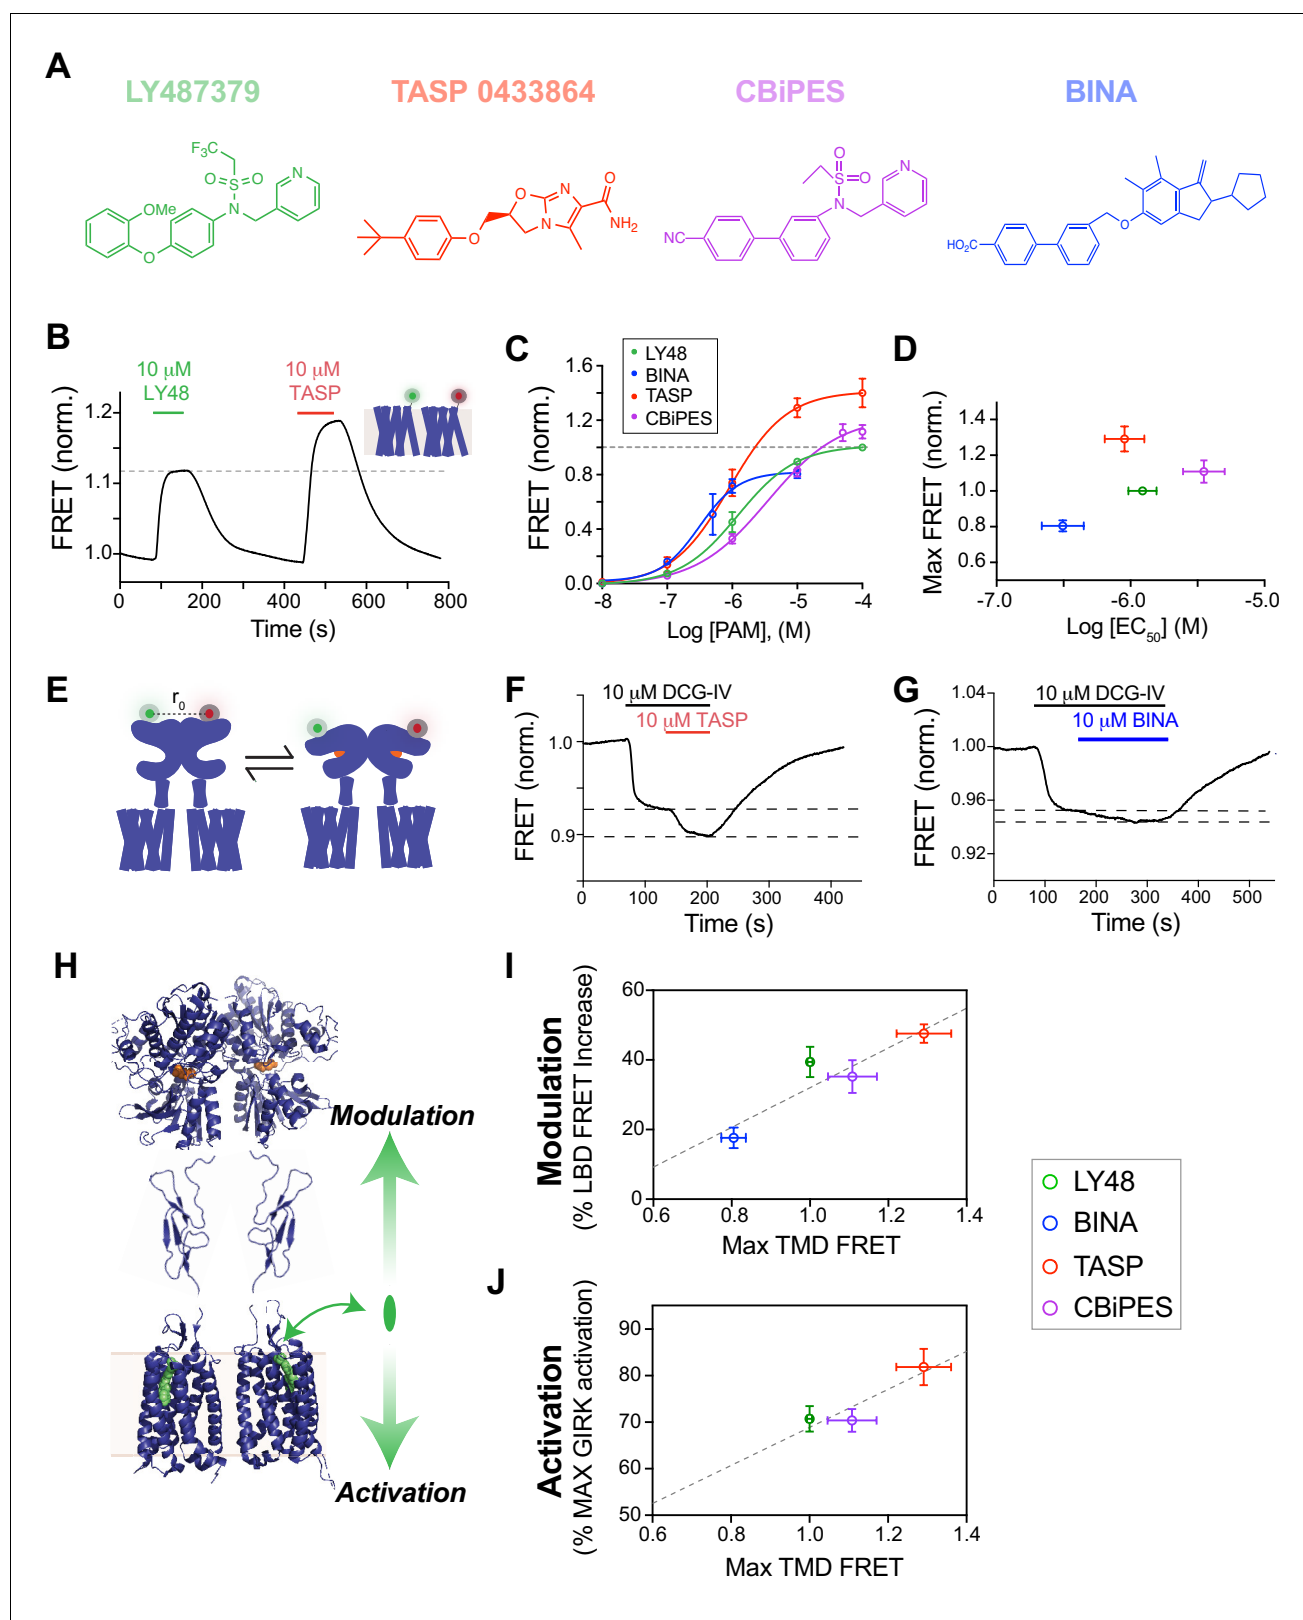 A
LY487379
TASP 0433864
CBiPES
BINA
F3C
O
S
O
N
N
OMe
O
O
O
N
N
O
NH2
CH3
O
S
O
N
N
NC
HO2C
O
B
10 μM
LY48
10 μM
TASP
FRET (norm.)
1.2
1.1
1.0
0
200
400
600
800
Time (s)
C
LY48
BINA
TASP
CBiPES
FRET (norm.)
1.6
1.2
0.8
0.4
0.0
-8
-7
-6
-5
-4
Log [PAM], (M)
D
Max FRET (norm.)
1.4
1.2
1.0
0.8
0.6
-7.0
-6.0
-5.0
Log [EC50] (M)
E
r0
F
10 μM DCG-IV
10 μM TASP
FRET (norm.)
1.0
0.9
0
100
200
300
400
Time (s)
G
10 μM DCG-IV
10 μM BINA
FRET (norm.)
1.04
1.00
0.96
0.92
0
100
200
300
400
500
Time (s)
H
Modulation
Activation
I
Modulation
(% LBD FRET Increase)
60
40
20
0
0.6
0.8
1.0
1.2
1.4
Max TMD FRET
LY48
BINA
TASP
CBiPES
J
Activation
(% MAX GIRK activation)
90
80
70
60
50
0.6
0.8
1.0
1.2
1.4
Max TMD FRET